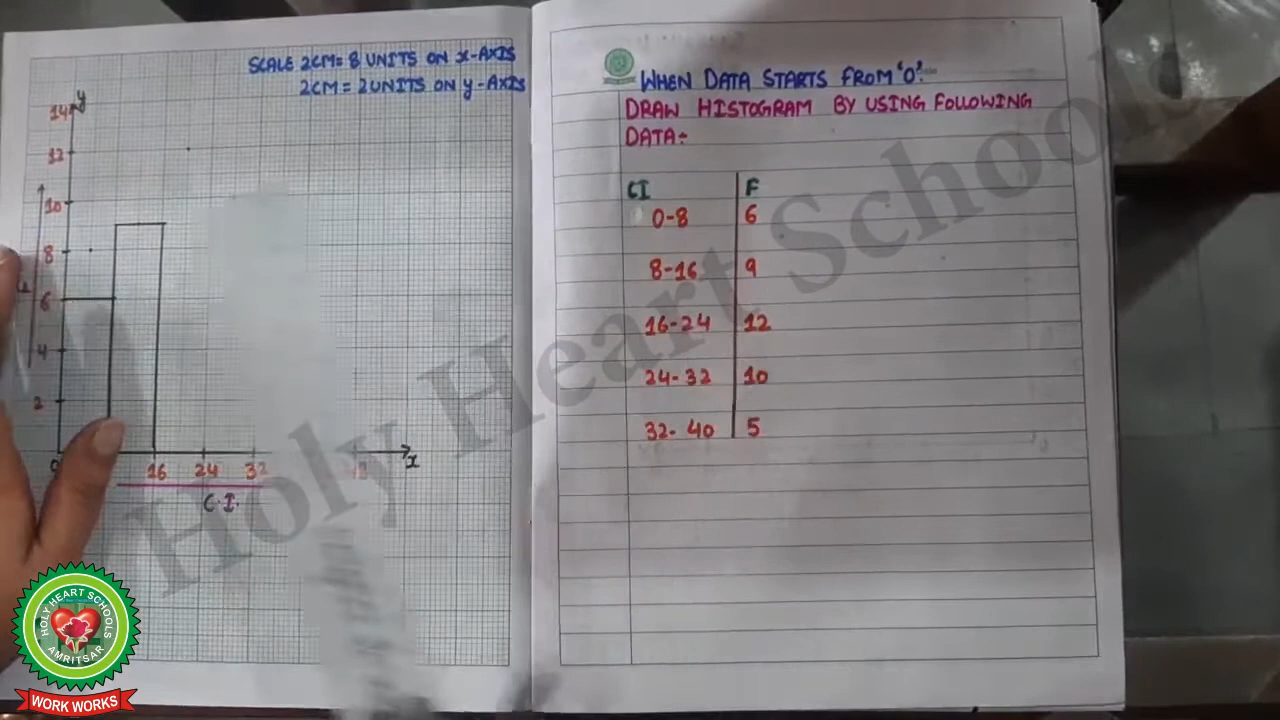 SCALE 2CM = 8 UNITS ON X-AXIS
2CM = 2 UNITS ON Y-AXIS
y
14
12
10
8
6
4
2
0
16 24 32
x
C.I.
WHEN DATA STARTS FROM '0':-
DRAW HISTOGRAM BY USING FOLLOWING
DATA:-
CI F
0-8 6
8-16 9
16-24 12
24-32 10
32-40 5
Holy Heart Schools
HOLY HEART SCHOOLS
AMRITSAR
WORK WORKS